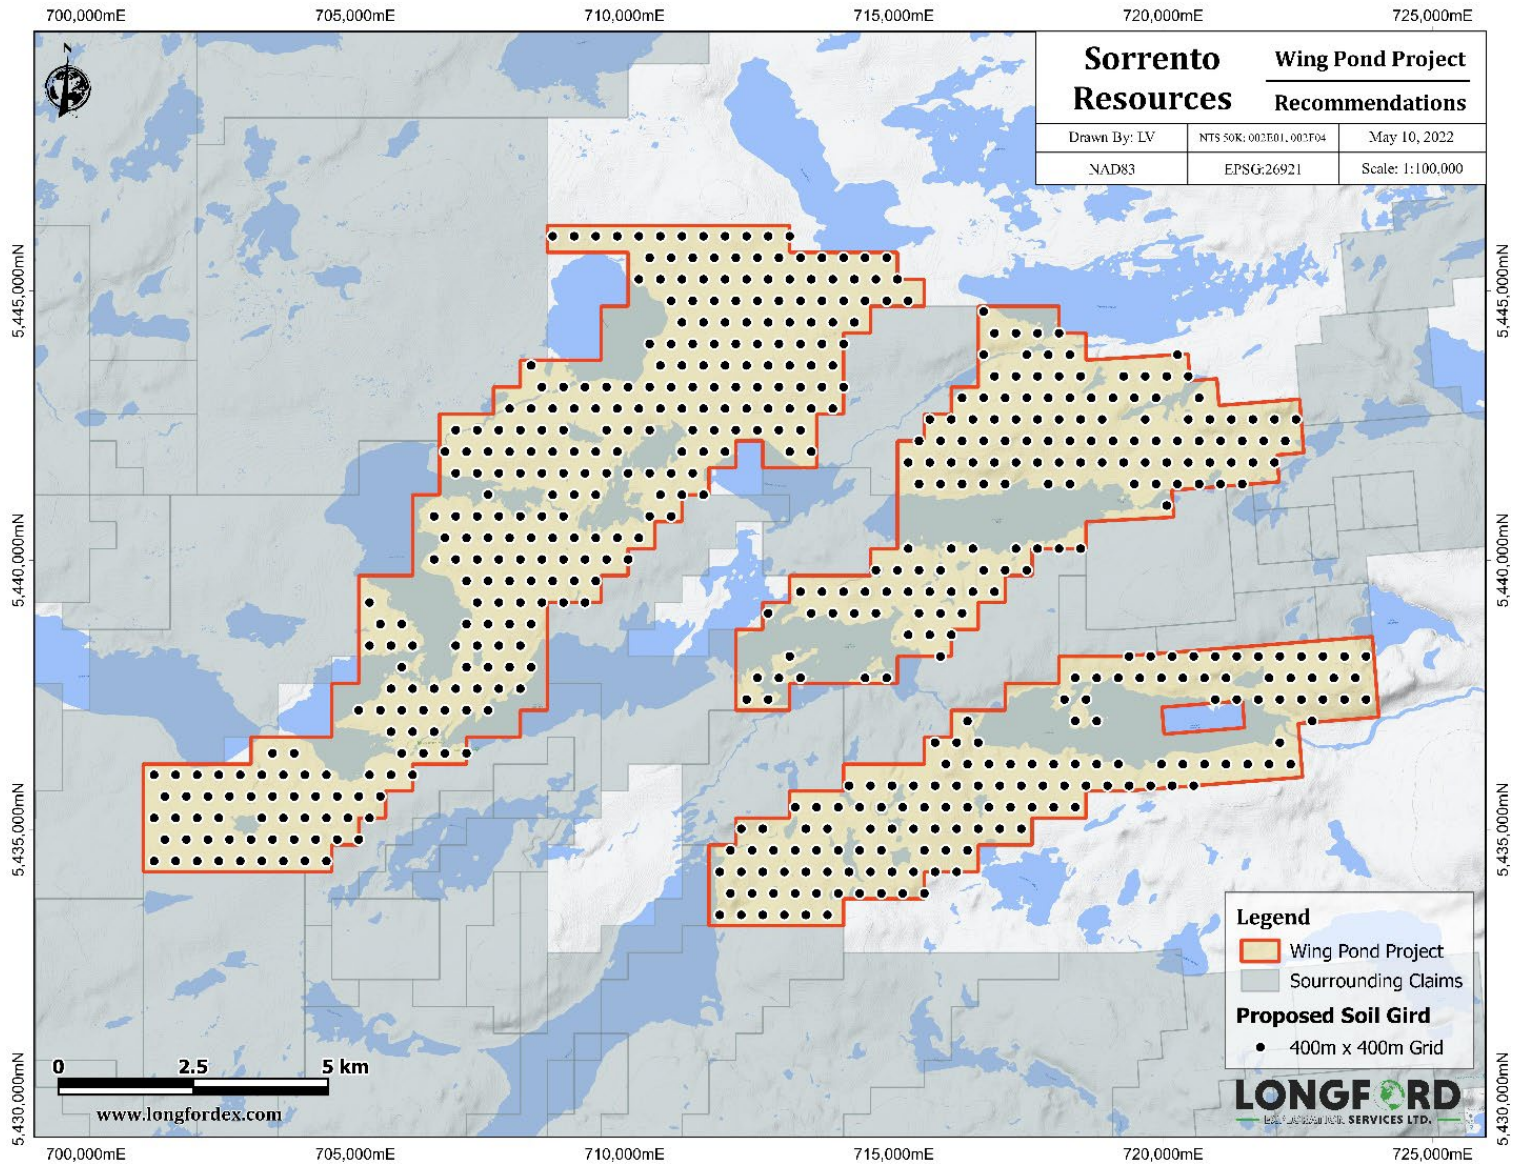 700,000mE 705,000mE 710,000mE 715,000mE 720,000mE 725,000mE
N
Sorrento
Resources
Wing Pond Project
Recommendations
Drawn By: LV NTS 50K: 002E01, 002F04 May 10, 2022
NAD83 EPSG:26921 Scale: 1:100,000
5,445,000mN 5,445,000mN
5,440,000mN 5,440,000mN
5,435,000mN 5,435,000mN
5,430,000mN 5,430,000mN
Legend
Wing Pond Project
Sourrounding Claims
Proposed Soil Gird
400m x 400m Grid
0 2.5 5 km
www.longfordex.com
LONGFORD
EXPLORATION SERVICES LTD.
700,000mE 705,000mE 710,000mE 715,000mE 720,000mE 725,000mE